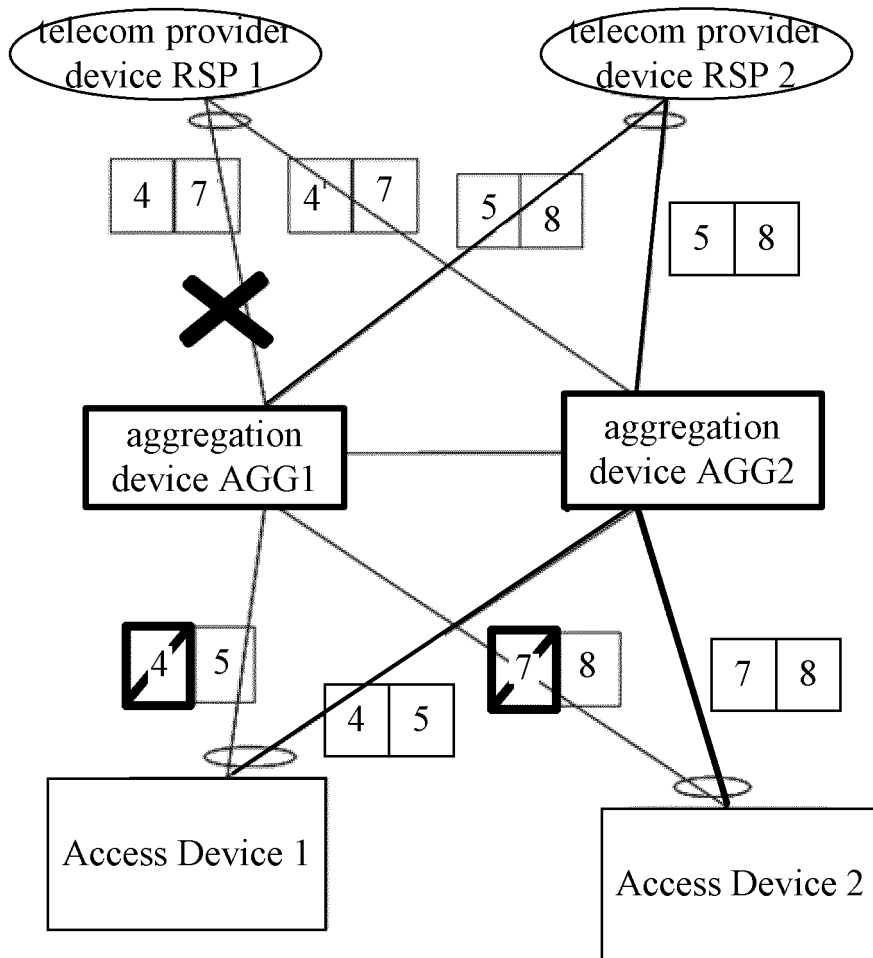 telecom provider
device RSP 1
telecom provider
device RSP 2
4 7
4' 7
5 8
5 8
aggregation
device AGG1
aggregation
device AGG2
4 5
4 5
7 8
7 8
Access Device 1
Access Device 2